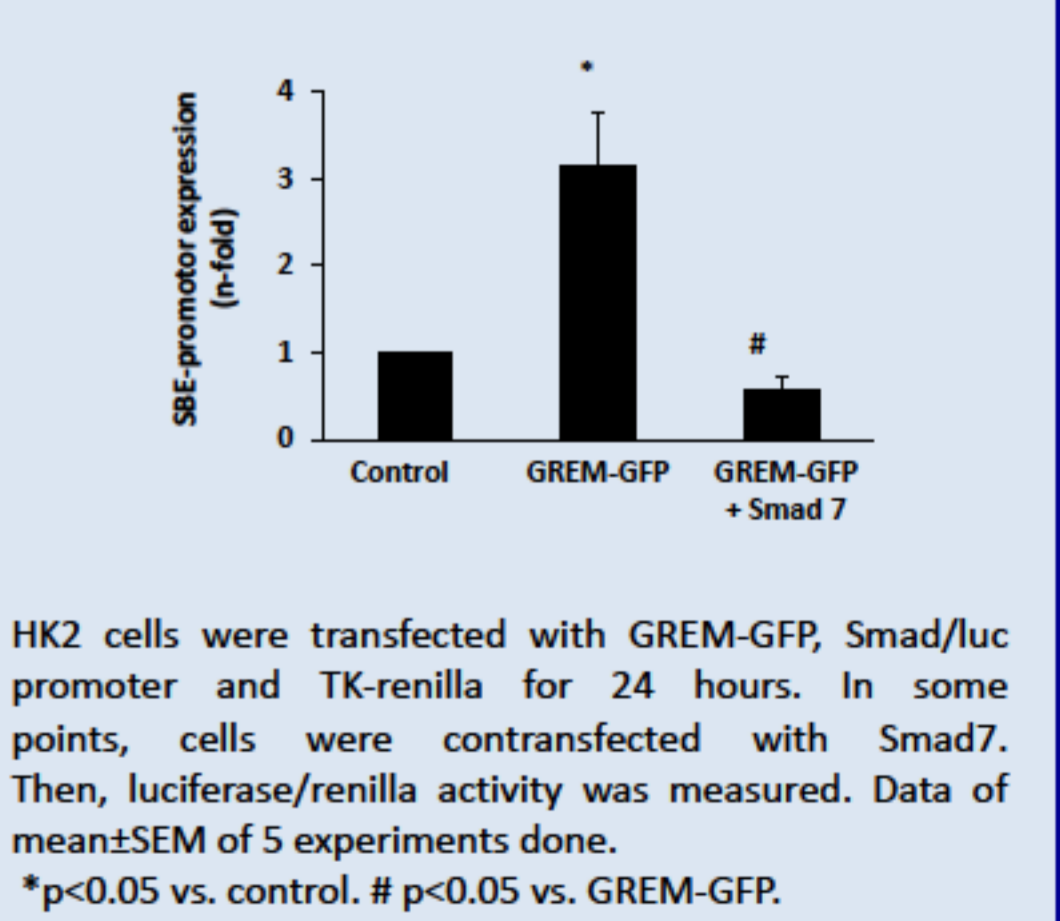 *
4
3
2
1
0
SBE-promotor expression
(n-fold)
#
Control
GREM-GFP
GREM-GFP
+ Smad 7
HK2 cells were transfected with GREM-GFP, Smad/luc
promoter and TK-renilla for 24 hours. In some
points, cells were contransfected with Smad7.
Then, luciferase/renilla activity was measured. Data of
mean±SEM of 5 experiments done.
*p<0.05 vs. control. # p<0.05 vs. GREM-GFP.